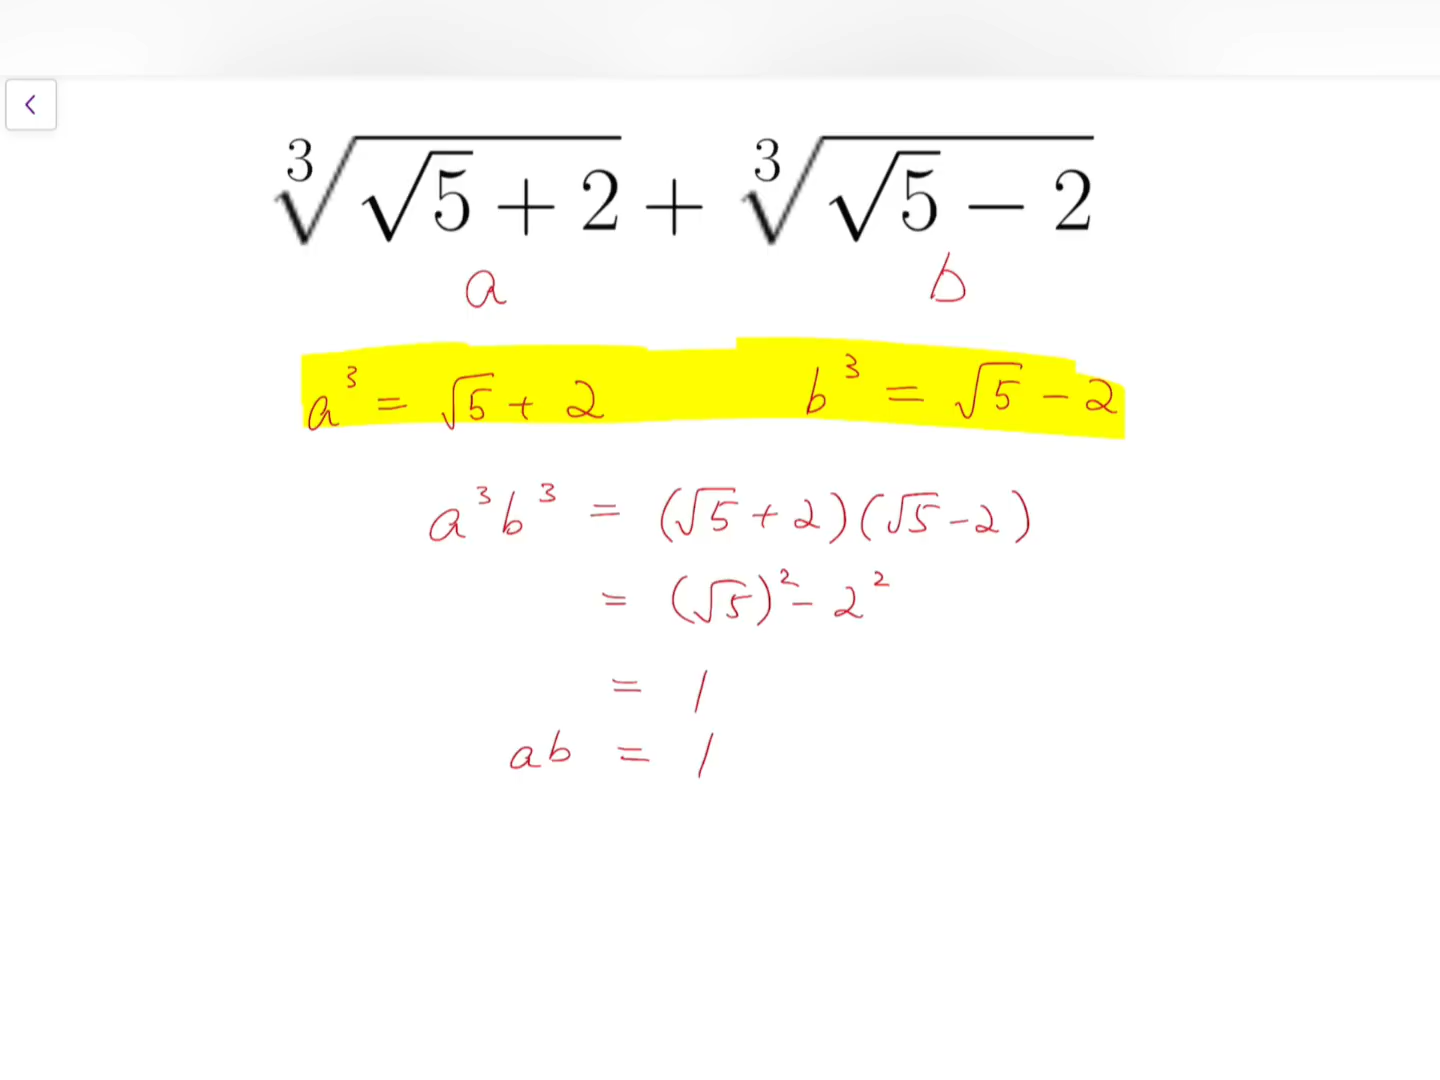 ∛(√5 + 2) + ∛(√5 − 2)
a b
a³ = √5 + 2 b³ = √5 − 2
a³b³ = (√5 + 2)(√5 − 2)
= (√5)² − 2²
= 1
ab = 1